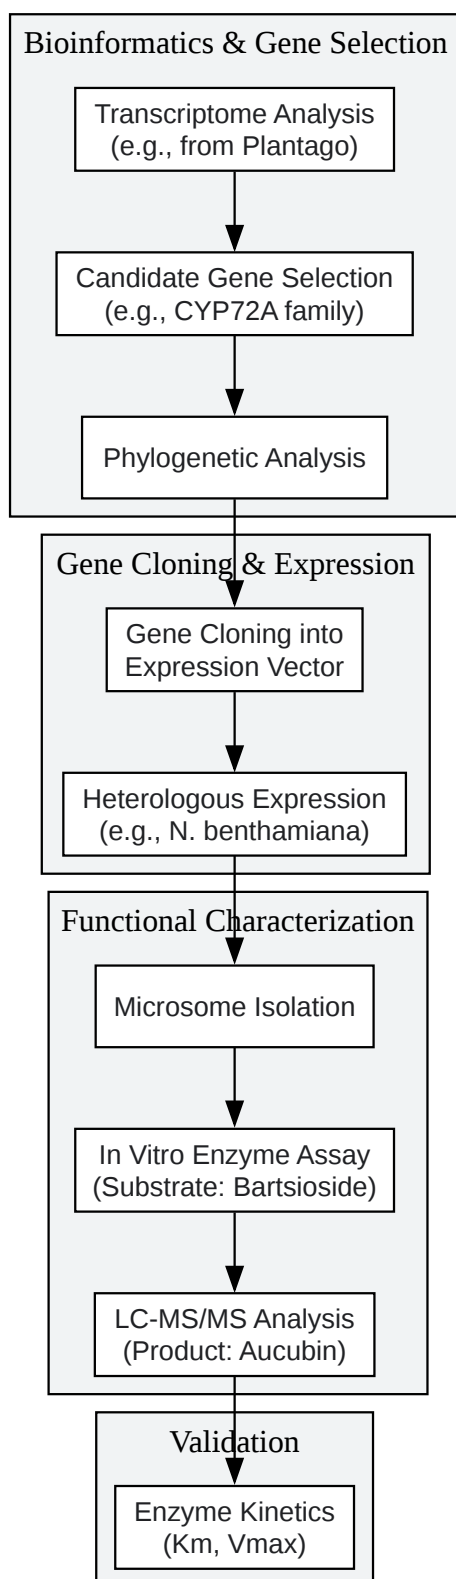 Bioinformatics & Gene Selection
Transcriptome Analysis
(e.g., from Plantago)
Candidate Gene Selection
(e.g., CYP72A family)
Phylogenetic Analysis
Gene Cloning & Expression
Gene Cloning into
Expression Vector
Heterologous Expression
(e.g., N. benthamiana)
Functional Characterization
Microsome Isolation
In Vitro Enzyme Assay
(Substrate: Bartsioside)
LC-MS/MS Analysis
(Product: Aucubin)
Validation
Enzyme Kinetics
(Km, Vmax)